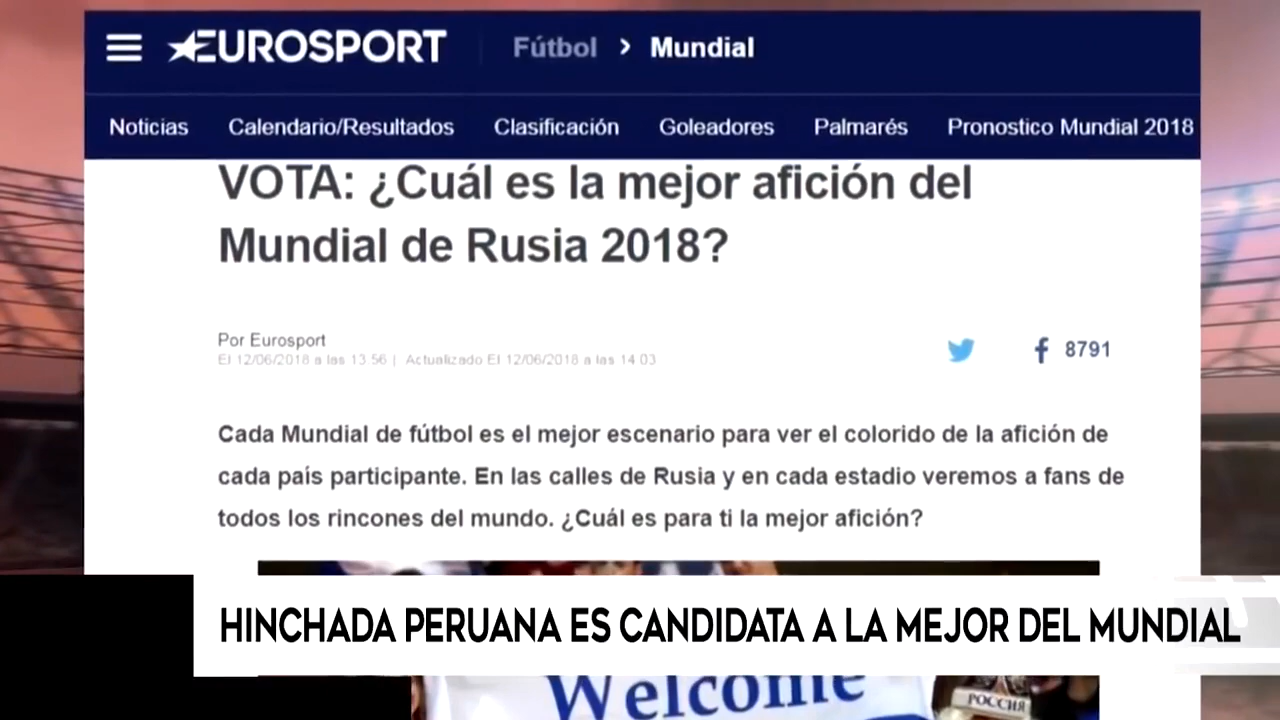 EUROSPORT Fútbol > Mundial
Noticias Calendario/Resultados Clasificación Goleadores Palmarés Pronostico Mundial 2018
VOTA: ¿Cuál es la mejor afición del
Mundial de Rusia 2018?
Por Eurosport
El 12/06/2018 a las 13:56 | Actualizado El 12/06/2018 a las 14:03
8791
Cada Mundial de fútbol es el mejor escenario para ver el colorido de la afición de
cada país participante. En las calles de Rusia y en cada estadio veremos a fans de
todos los rincones del mundo. ¿Cuál es para ti la mejor afición?
HINCHADA PERUANA ES CANDIDATA A LA MEJOR DEL MUNDIAL
Welcome
РОССИЯ